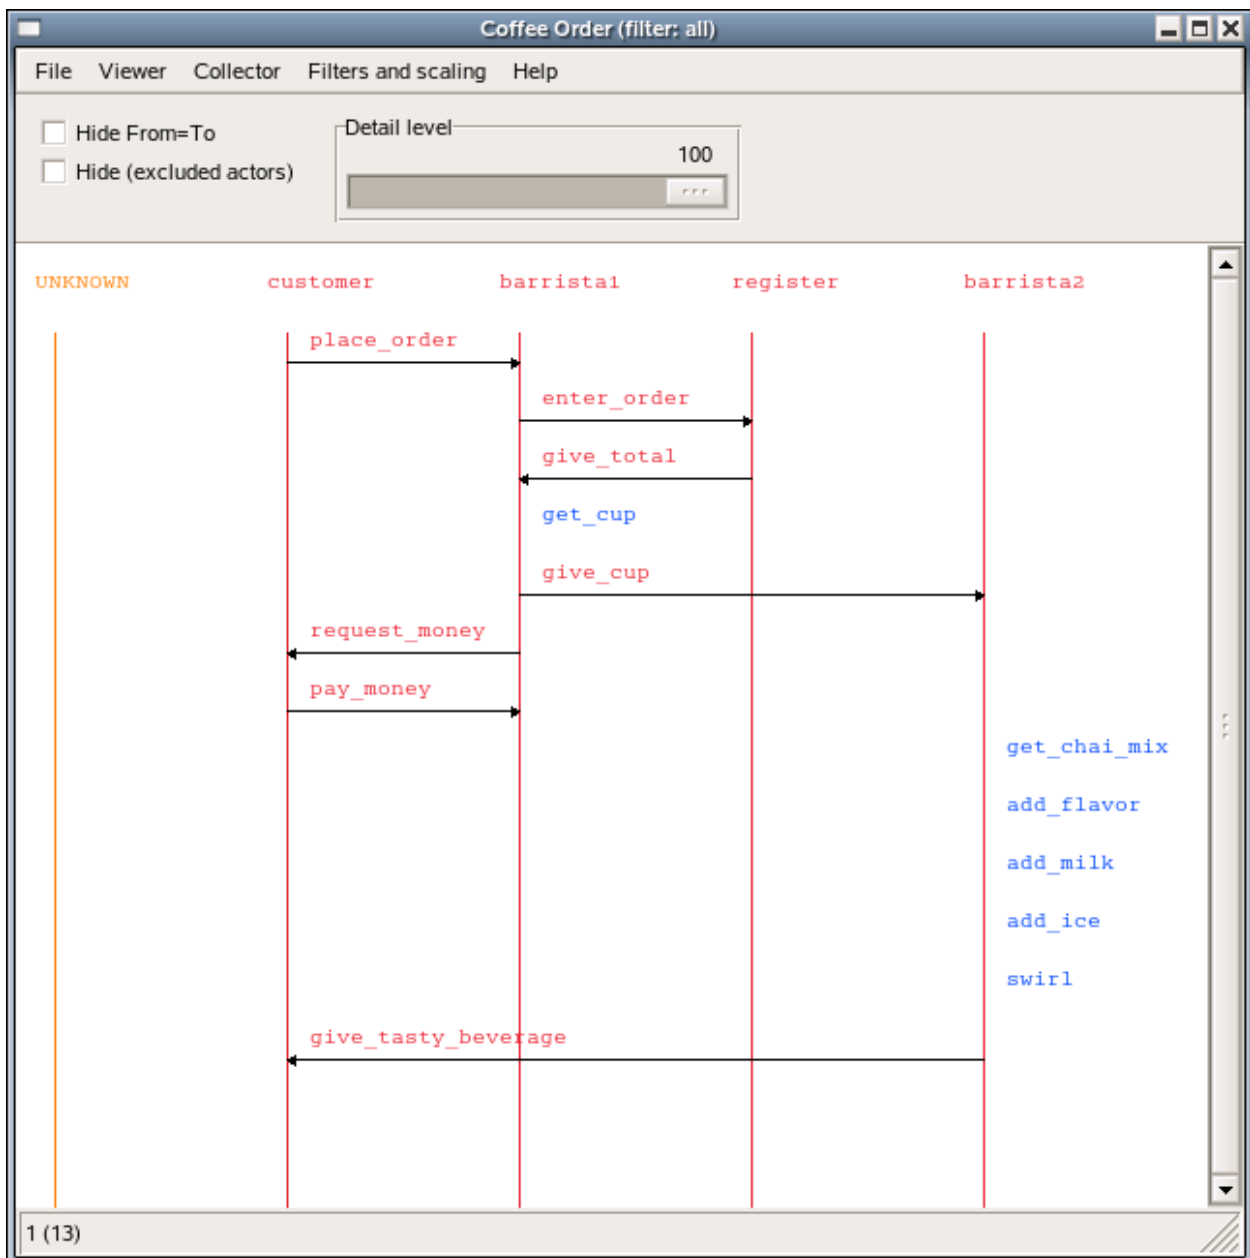 Coffee Order (filter: all)
File Viewer Collector Filters and scaling Help
Hide From=To
Hide (excluded actors)
Detail level
100
UNKNOWN customer barrista1 register barrista2
place_order
enter_order
give_total
get_cup
give_cup
request_money
pay_money
get_chai_mix
add_flavor
add_milk
add_ice
swirl
give_tasty_beverage
1 (13)